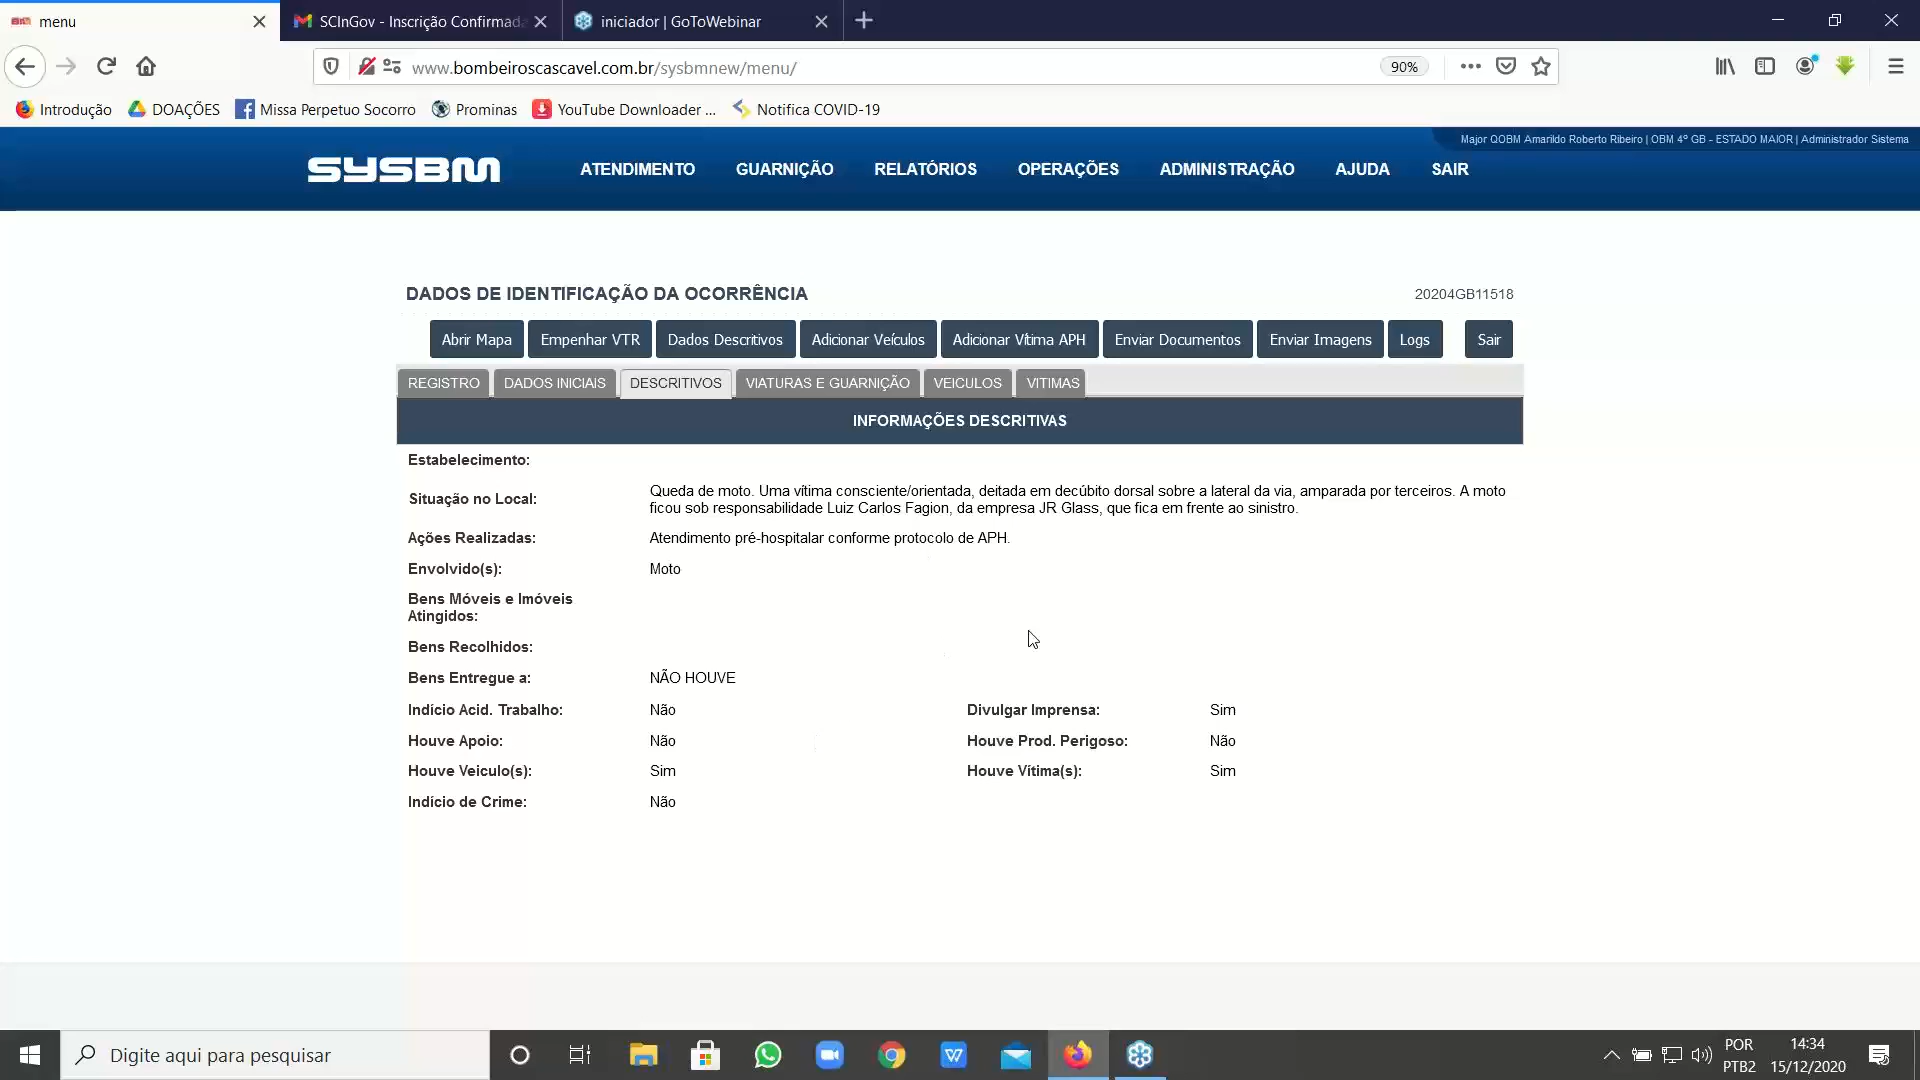 menu
SCInGov - Inscrição Confirmada
iniciador | GoToWebinar
www.bombeiroscascavel.com.br/sysbmnew/menu/
90%
Introdução
DOAÇÕES
Missa Perpetuo Socorro
Prominas
YouTube Downloader ...
Notifica COVID-19
Major QOBM Amarildo Roberto Ribeiro | OBM 4º GB - ESTADO MAIOR | Administrador Sistema
SYSBM
ATENDIMENTO
GUARNIÇÃO
RELATÓRIOS
OPERAÇÕES
ADMINISTRAÇÃO
AJUDA
SAIR
DADOS DE IDENTIFICAÇÃO DA OCORRÊNCIA
20204GB11518
Abrir Mapa
Empenhar VTR
Dados Descritivos
Adicionar Veículos
Adicionar Vítima APH
Enviar Documentos
Enviar Imagens
Logs
Sair
REGISTRO
DADOS INICIAIS
DESCRITIVOS
VIATURAS E GUARNIÇÃO
VEICULOS
VITIMAS
INFORMAÇÕES DESCRITIVAS
Estabelecimento:
Situação no Local:
Queda de moto. Uma vítima consciente/orientada, deitada em decúbito dorsal sobre a lateral da via, amparada por terceiros. A moto
ficou sob responsabilidade Luiz Carlos Fagion, da empresa JR Glass, que fica em frente ao sinistro.
Ações Realizadas:
Atendimento pré-hospitalar conforme protocolo de APH.
Envolvido(s):
Moto
Bens Móveis e Imóveis
Atingidos:
Bens Recolhidos:
Bens Entregue a:
NÃO HOUVE
Indício Acid. Trabalho:
Não
Divulgar Imprensa:
Sim
Houve Apoio:
Não
Houve Prod. Perigoso:
Não
Houve Veiculo(s):
Sim
Houve Vítima(s):
Sim
Indício de Crime:
Não
Digite aqui para pesquisar
POR
PTB2
14:34
15/12/2020